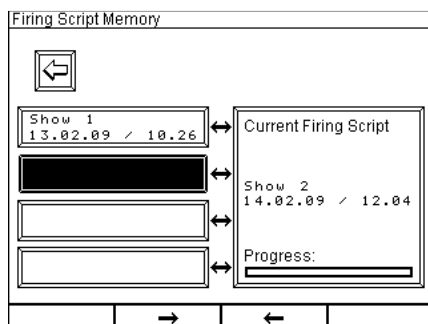 Firing Script Memory
Show 1
13.02.09 / 10.26
Current Firing Script
Show 2
14.02.09 / 12.04
Progress: